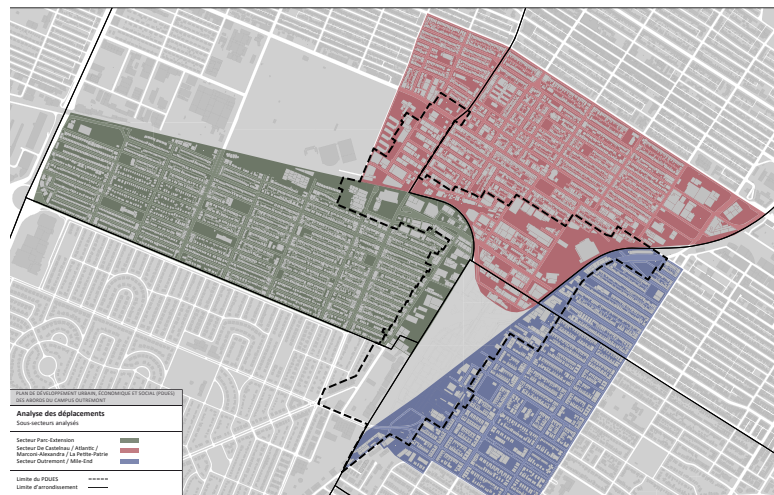 PLAN DE DÉVELOPPEMENT URBAIN, ÉCONOMIQUE ET SOCIAL (PDUES)
DES ABORDS DU CAMPUS OUTREMONT
Analyse des déplacements
Sous-secteurs analysés
Secteur Parc-Extension
Secteur De Castelnau / Atlantic /
Marconi-Alexandra / La Petite-Patrie
Secteur Outremont / Mile-End
Limite du PDUES
Limite d'arrondissement